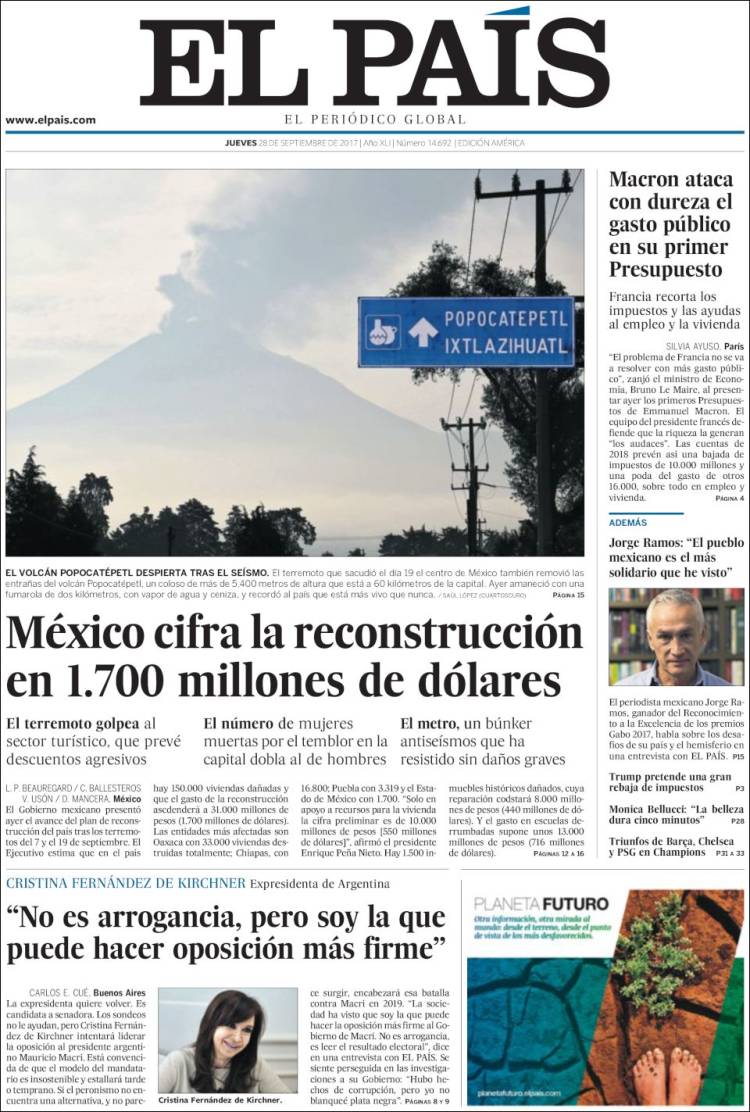 EL PAÍS
www.elpais.com
EL PERIÓDICO GLOBAL
JUEVES 28 DE SEPTIEMBRE DE 2017 | Año XLI | Número 14.692 | EDICIÓN AMÉRICA
POPOCATEPETL
IXTLAZIHUATL
EL VOLCÁN POPOCATÉPETL DESPIERTA TRAS EL SEÍSMO. El terremoto que sacudió el día 19 el centro de México también removió las
entrañas del volcán Popocatépetl, un coloso de más de 5.400 metros de altura que está a 60 kilómetros de la capital. Ayer amaneció con una
fumarola de dos kilómetros, con vapor de agua y ceniza, y recordó al país que está más vivo que nunca. / SAÚL LÓPEZ (CUARTOSCURO) PÁGINA 15
México cifra la reconstrucción
en 1.700 millones de dólares
El terremoto golpea al
sector turístico, que prevé
descuentos agresivos
El número de mujeres
muertas por el temblor en la
capital dobla al de hombres
El metro, un búnker
antiseísmos que ha
resistido sin daños graves
L. P. BEAUREGARD / C. BALLESTEROS
V. USÓN / D. MANCERA, México
El Gobierno mexicano presentó
ayer el avance del plan de recons-
trucción del país tras los terremo-
tos del 7 y el 19 de septiembre. El
Ejecutivo estima que en el país
hay 150.000 viviendas dañadas y
que el gasto de la reconstrucción
ascenderá a 31.000 millones de
pesos (1.700 millones de dólares).
Las entidades más afectadas son
Oaxaca con 33.000 viviendas des-
truidas totalmente; Chiapas, con
16.800; Puebla con 3.319 y el Esta-
do de México con 1.700. "Solo en
apoyo a recursos para la vivienda
la cifra preliminar es de 10.000
millones de pesos [550 millones
de dólares]", afirmó el presidente
Enrique Peña Nieto. Hay 1.500 in-
muebles históricos dañados, cuya
reparación costará 8.000 millo-
nes de pesos (440 millones de dó-
lares). Y el gasto en escuelas de-
rrumbadas supone unos 13.000
millones de pesos (716 millones
de dólares). PÁGINAS 12 A 16
Macron ataca
con dureza el
gasto público
en su primer
Presupuesto
Francia recorta los
impuestos y las ayudas
al empleo y la vivienda
SILVIA AYUSO, París
"El problema de Francia no se va
a resolver con más gasto públi-
co", zanjó el ministro de Econo-
mía, Bruno Le Maire, al presen-
tar ayer los primeros Presupues-
tos de Emmanuel Macron. El
equipo del presidente francés de-
fiende que la riqueza la generan
"los audaces". Las cuentas de
2018 prevén así una bajada de
impuestos de 10.000 millones y
una poda del gasto de otros
16.000, sobre todo en empleo y
vivienda. PÁGINA 4
ADEMÁS
Jorge Ramos: "El pueblo
mexicano es el más
solidario que he visto"
El periodista mexicano Jorge Ra-
mos, ganador del Reconocimien-
to a la Excelencia de los premios
Gabo 2017, habla sobre los desa-
fíos de su país y el hemisferio en
una entrevista con EL PAÍS. P15
Trump pretende una gran
rebaja de impuestos P3
Monica Bellucci: "La belleza
dura cinco minutos" P28
Triunfos de Barça, Chelsea
y PSG en Champions P31 A 33
CRISTINA FERNÁNDEZ DE KIRCHNER Expresidenta de Argentina
"No es arrogancia, pero soy la que
puede hacer oposición más firme"
CARLOS E. CUÉ, Buenos Aires
La expresidenta quiere volver. Es
candidata a senadora. Los sondeos
no le ayudan, pero Cristina Fernán-
dez de Kirchner intentará liderar
la oposición al presidente argenti-
no Mauricio Macri. Está convenci-
da de que el modelo del mandata-
rio es insostenible y estallará tarde
o temprano. Si el peronismo no en-
cuentra una alternativa, y no pare-
Cristina Fernández de Kirchner.
ce surgir, encabezará esa batalla
contra Macri en 2019. "La socie-
dad ha visto que soy la que puede
hacer la oposición más firme al Go-
bierno de Macri. No es arrogancia,
es leer el resultado electoral", dice
en una entrevista con EL PAÍS. Se
siente perseguida en las investiga-
ciones a su Gobierno: "Hubo he-
chos de corrupción, pero yo no
blanqueé plata negra". PÁGINAS 8 Y 9
PLANETA FUTURO
Otra información, otra mirada al
mundo: desde el terreno, desde el punto
de vista de los más desfavorecidos.
planetafuturo.elpais.com